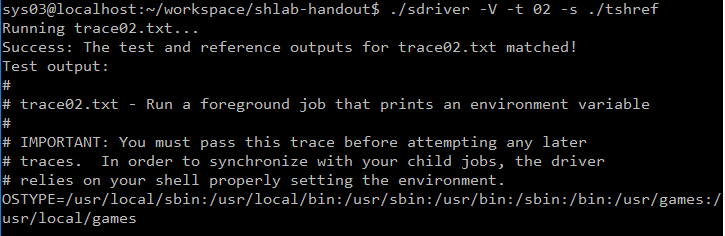 sys03@localhost:~/workspace/shlab-handout$ ./sdriver -V -t 02 -s ./tshref
Running trace02.txt...
Success: The test and reference outputs for trace02.txt matched!
Test output:
#
# trace02.txt - Run a foreground job that prints an environment variable
#
# IMPORTANT: You must pass this trace before attempting any later
# traces.  In order to synchronize with your child jobs, the driver
# relies on your shell properly setting the environment.
OSTYPE=/usr/local/sbin:/usr/local/bin:/usr/sbin:/usr/bin:/sbin:/bin:/usr/games:/
usr/local/games